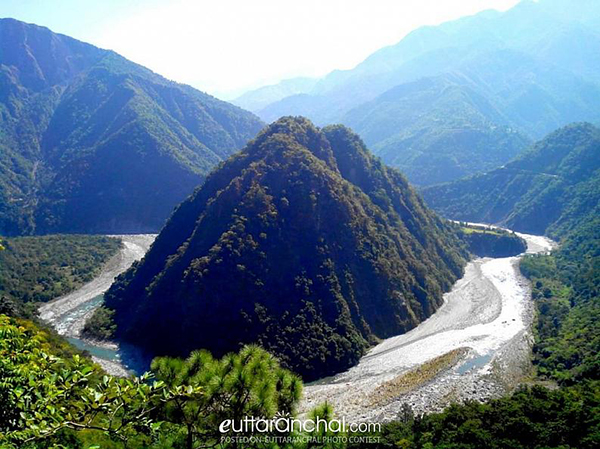 euttaranchal.com
POSTED ON EUTTARANCHAL PHOTO CONTEST